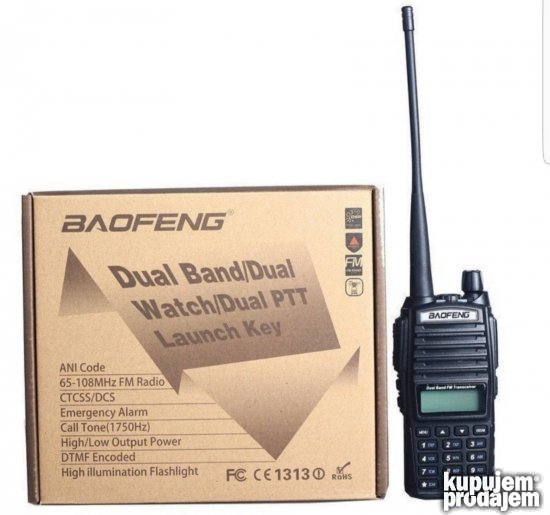 BAOFENG®
Dual Band/Dual
Watch/Dual PTT
Launch Key
ANI Code
65-108MHz FM Radio
CTCSS/DCS
Emergency Alarm
Call Tone(1750Hz)
High/Low Output Power
DTMF Encoded
High illumination Flashlight
FC CE1313
RoHS
FM
BAOFENG
Dual Band FM Transceiver
MENU
kupujem
prodajem